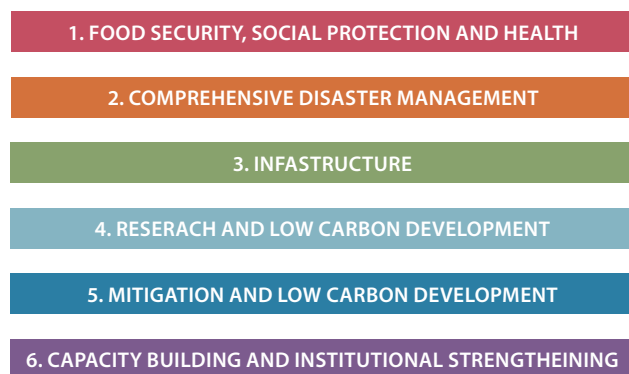 1. FOOD SECURITY, SOCIAL PROTECTION AND HEALTH
2. COMPREHENSIVE DISASTER MANAGEMENT
3. INFASTRUCTURE
4. RESERACH AND LOW CARBON DEVELOPMENT
5. MITIGATION AND LOW CARBON DEVELOPMENT
6. CAPACITY BUILDING AND INSTITUTIONAL STRENGTHEINING